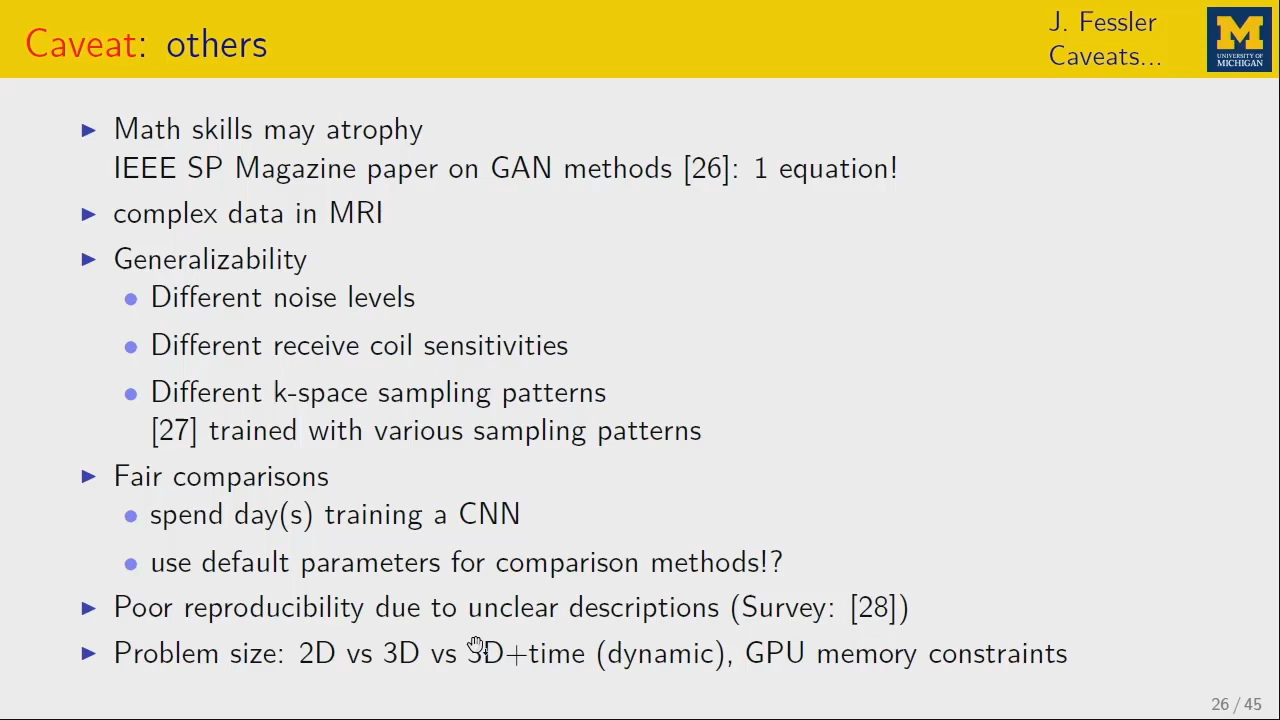 Caveat: others
J. Fessler
Caveats...
M
UNIVERSITY OF
MICHIGAN
Math skills may atrophy
IEEE SP Magazine paper on GAN methods [26]: 1 equation!
complex data in MRI
Generalizability
Different noise levels
Different receive coil sensitivities
Different k-space sampling patterns
[27] trained with various sampling patterns
Fair comparisons
spend day(s) training a CNN
use default parameters for comparison methods!?
Poor reproducibility due to unclear descriptions (Survey: [28])
Problem size: 2D vs 3D vs 3D+time (dynamic), GPU memory constraints
26 / 45